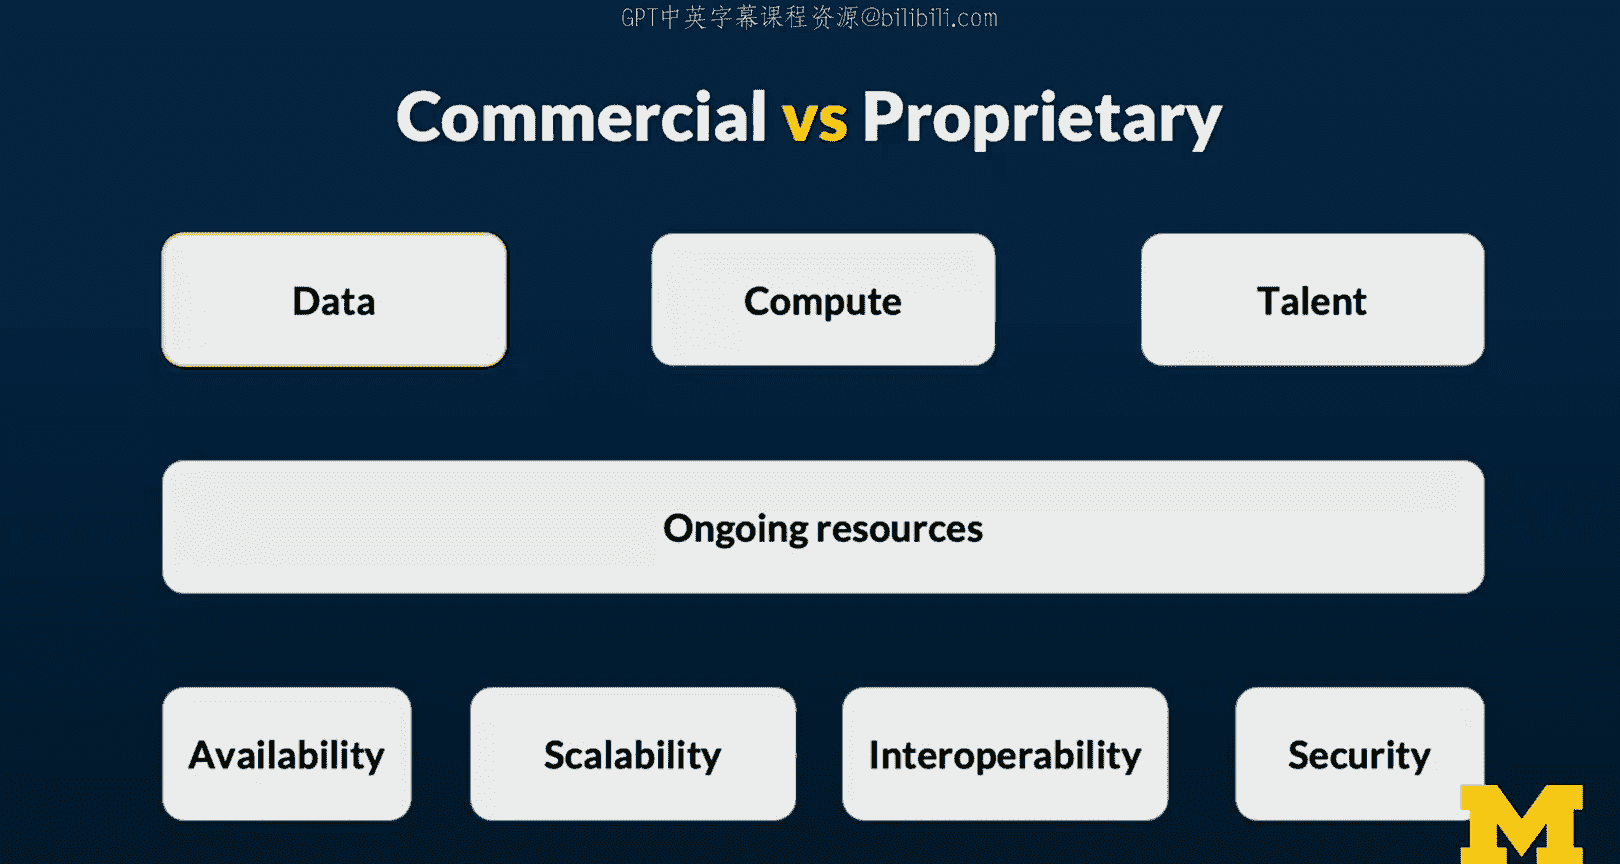 GPT中英字幕课程资源@bilibili.com
Commercial vs Proprietary
Data
Compute
Talent
Ongoing resources
Availability
Scalability
Interoperability
Security
M